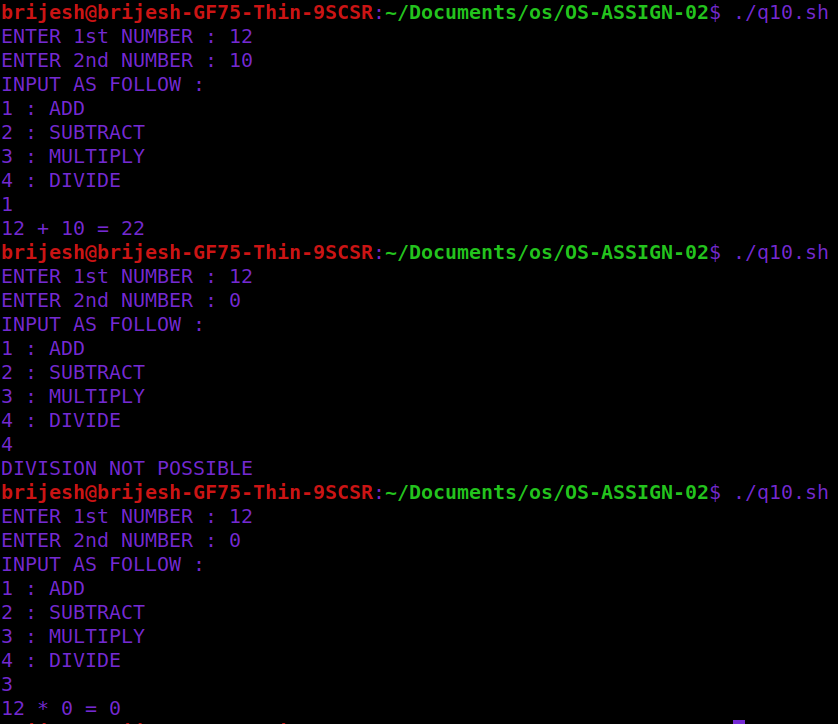 brijesh@brijesh-GF75-Thin-9SCSR:~/Documents/os/OS-ASSIGN-02$ ./q10.sh
ENTER 1st NUMBER : 12
ENTER 2nd NUMBER : 10
INPUT AS FOLLOW :
1 : ADD
2 : SUBTRACT
3 : MULTIPLY
4 : DIVIDE
1
12 + 10 = 22
brijesh@brijesh-GF75-Thin-9SCSR:~/Documents/os/OS-ASSIGN-02$ ./q10.sh
ENTER 1st NUMBER : 12
ENTER 2nd NUMBER : 0
INPUT AS FOLLOW :
1 : ADD
2 : SUBTRACT
3 : MULTIPLY
4 : DIVIDE
4
DIVISION NOT POSSIBLE
brijesh@brijesh-GF75-Thin-9SCSR:~/Documents/os/OS-ASSIGN-02$ ./q10.sh
ENTER 1st NUMBER : 12
ENTER 2nd NUMBER : 0
INPUT AS FOLLOW :
1 : ADD
2 : SUBTRACT
3 : MULTIPLY
4 : DIVIDE
3
12 * 0 = 0